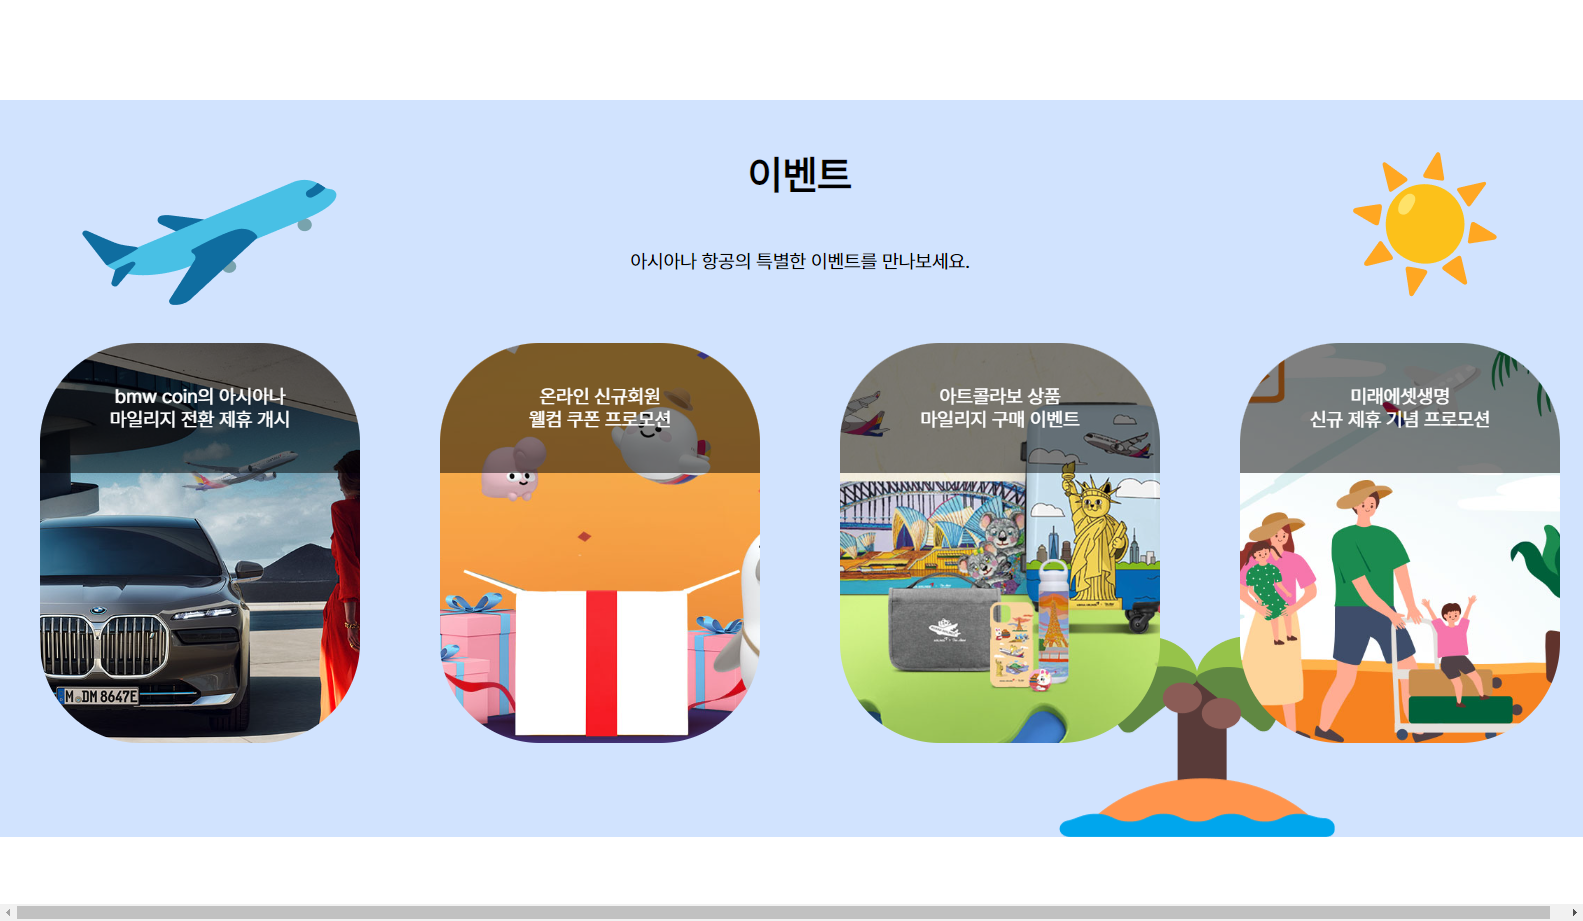 이벤트
아시아나 항공의 특별한 이벤트를 만나보세요.
bmw coin의 아시아나
마일리지 전환 제휴 개시
온라인 신규회원
웰컴 쿠폰 프로모션
아트콜라보 상품
마일리지 구매 이벤트
미래에셋생명
신규 제휴 기념 프로모션
M DM 8647E